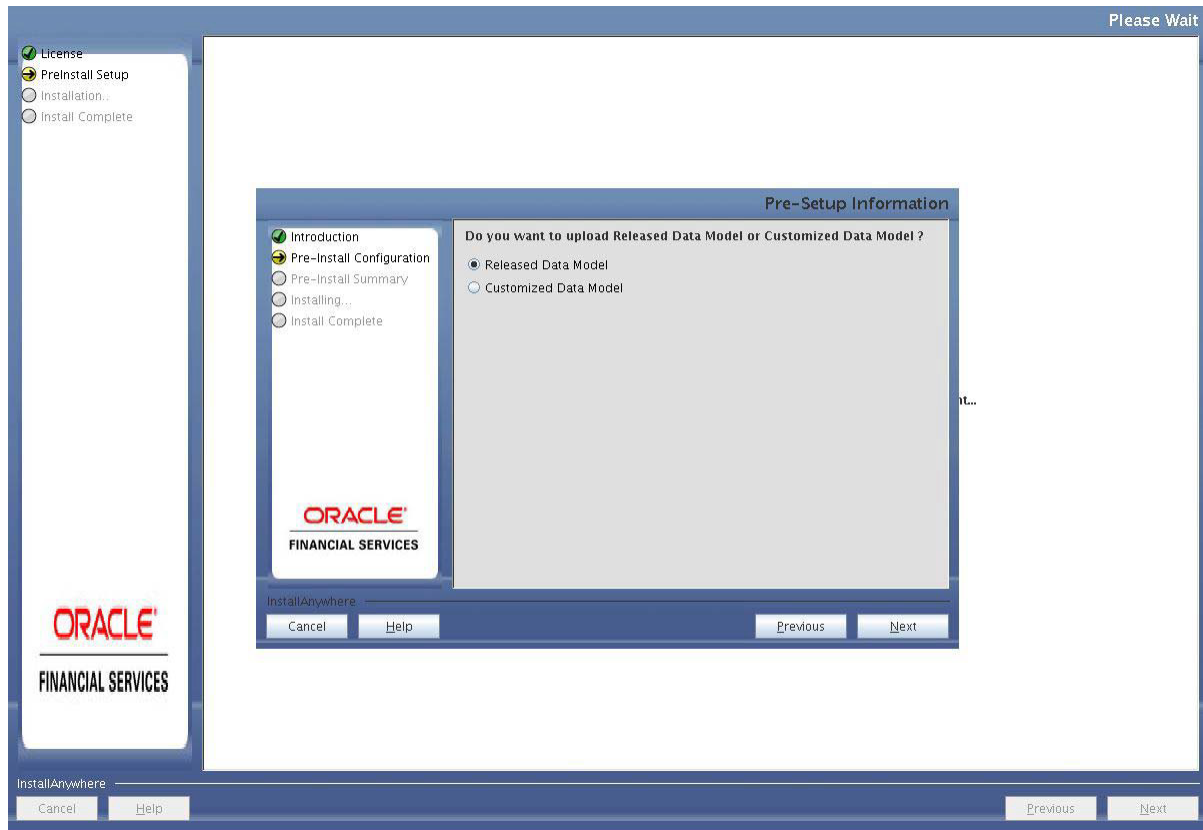 Please Wait
License
PreInstall Setup
Installation..
Install Complete
Pre-Setup Information
Introduction
Pre-Install Configuration
Pre-Install Summary
Installing...
Install Complete
Do you want to upload Released Data Model or Customized Data Model ?
Released Data Model
Customized Data Model
ORACLE
FINANCIAL SERVICES
InstallAnywhere
Cancel Help Previous Next
ORACLE
FINANCIAL SERVICES
InstallAnywhere
Cancel Help Previous Next